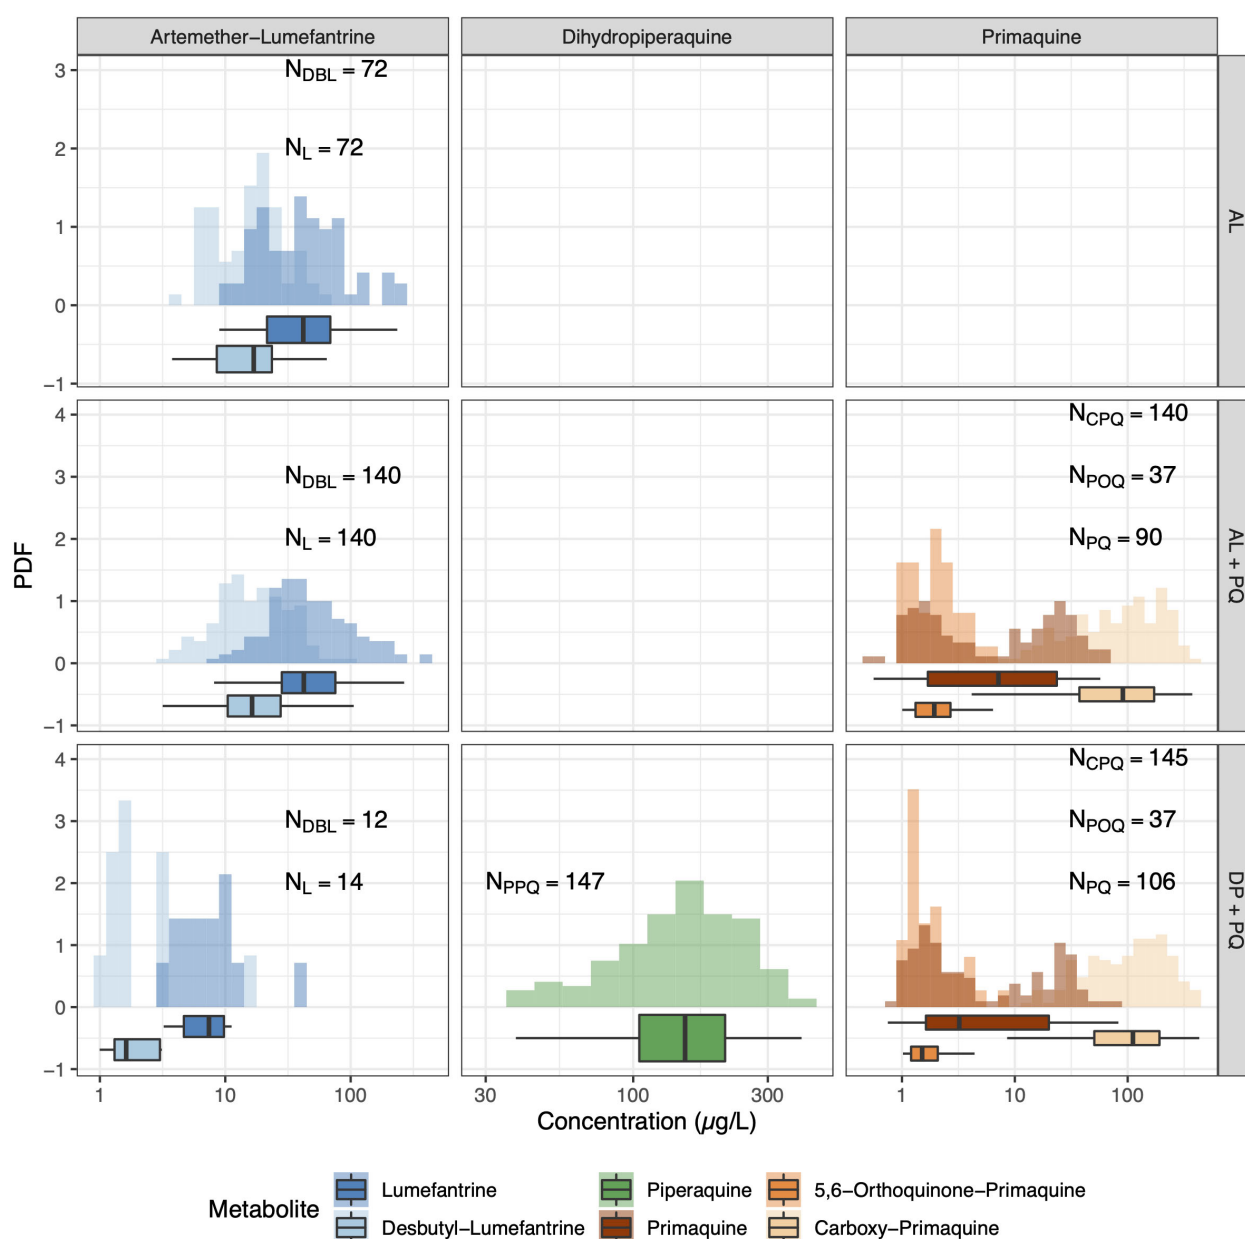 Artemether−Lumefantrine
Dihydropiperaquine
Primaquine
3
2
1
0
−1
N_DBL = 72
N_L = 72
AL
4
3
2
1
0
−1
N_DBL = 140
N_L = 140
N_CPQ = 140
N_POQ = 37
N_PQ = 90
AL + PQ
PDF
4
3
2
1
0
−1
N_DBL = 12
N_L = 14
N_PPQ = 147
N_CPQ = 145
N_POQ = 37
N_PQ = 106
DP + PQ
1 10 100
30 100 300
1 10 100
Concentration (µg/L)
Metabolite
Lumefantrine
Desbutyl−Lumefantrine
Piperaquine
Primaquine
5,6−Orthoquinone−Primaquine
Carboxy−Primaquine